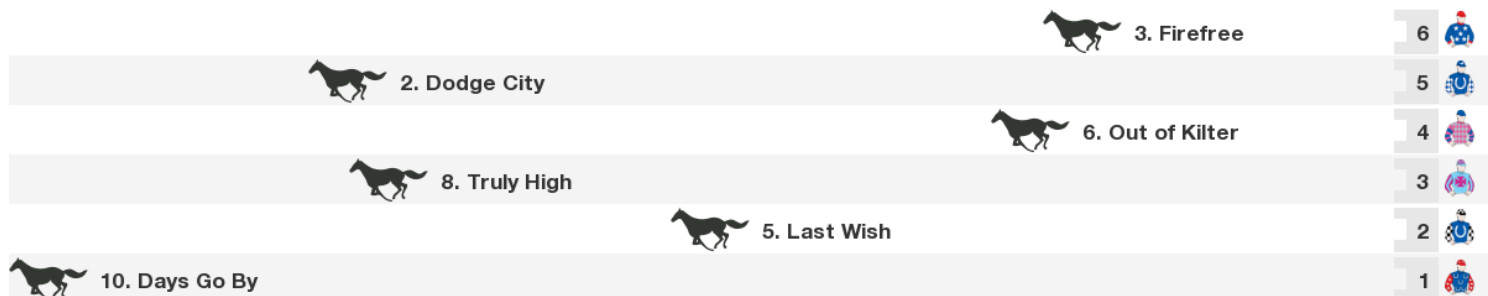 3. Firefree 6
2. Dodge City 5
6. Out of Kilter 4
8. Truly High 3
5. Last Wish 2
10. Days Go By 1